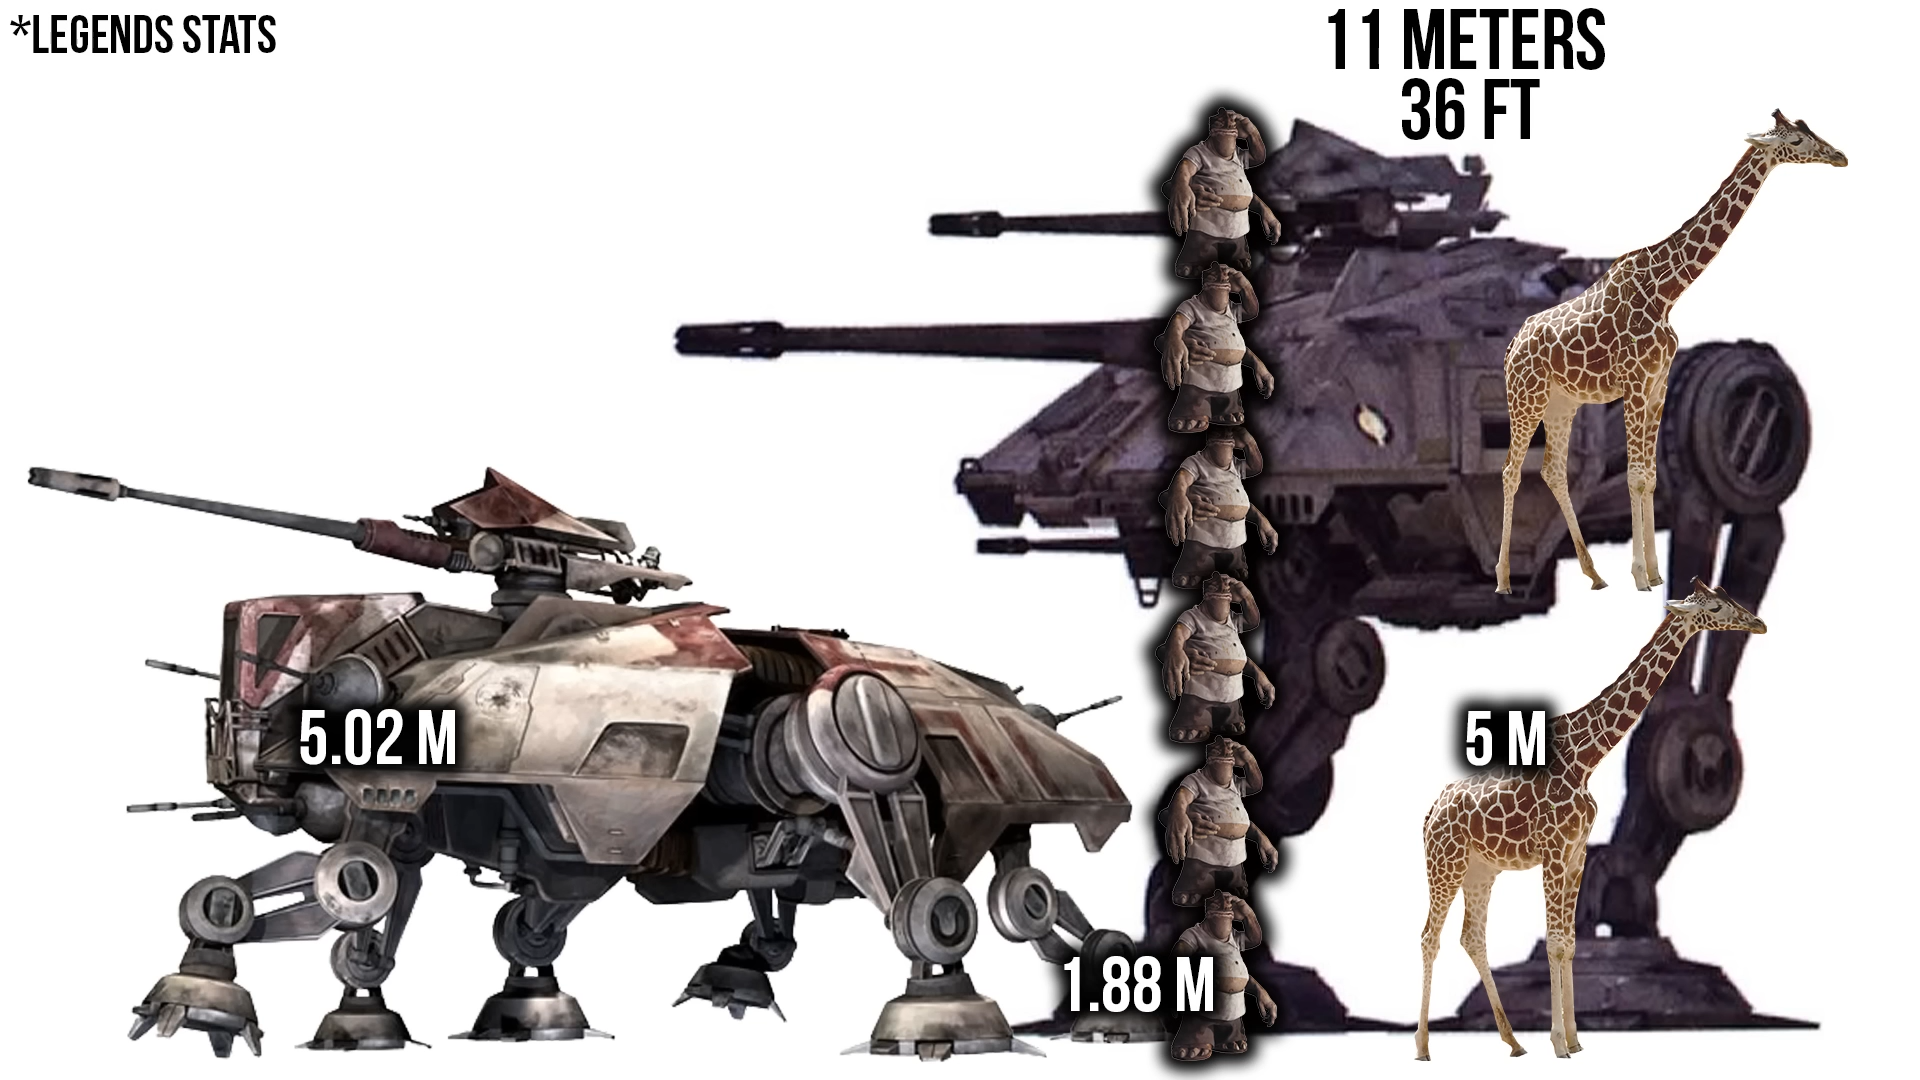 *LEGENDS STATS
11 METERS
36 FT
5.02 M
5 M
1.88 M